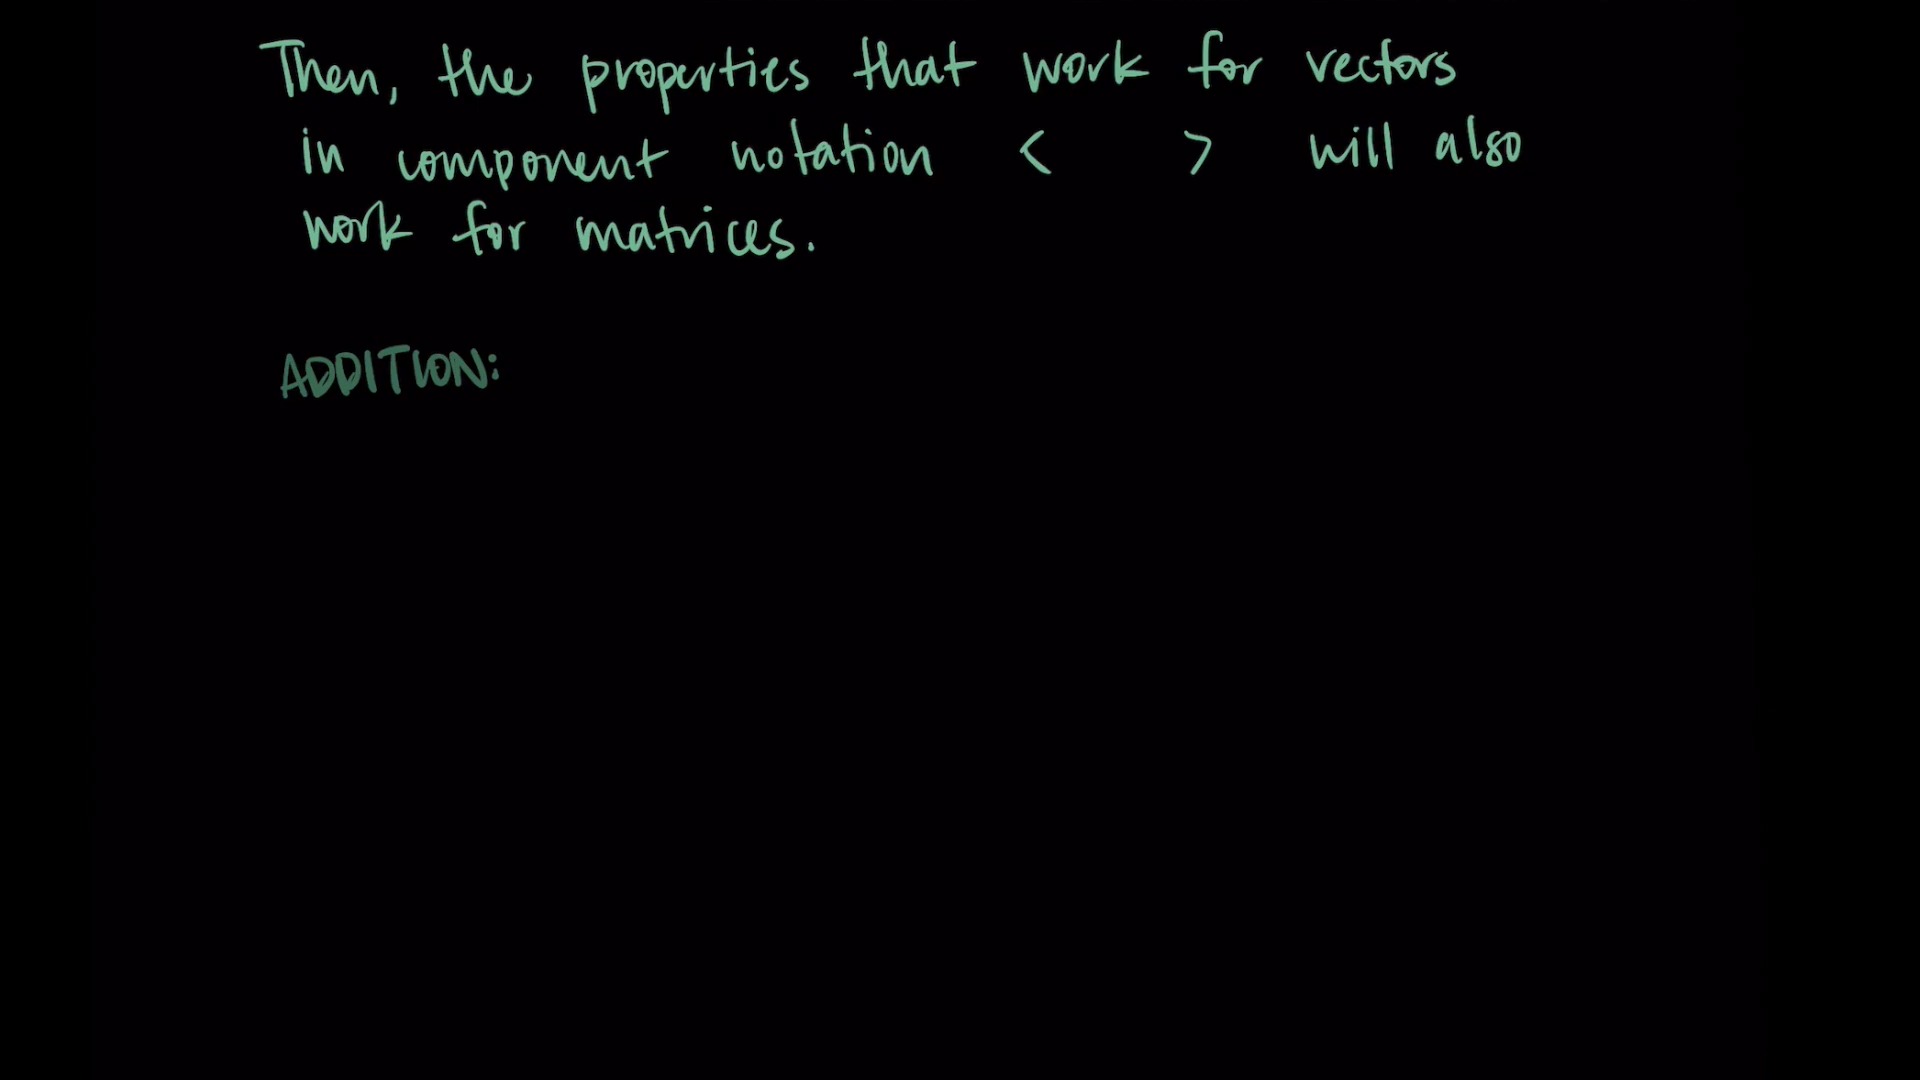 Then, the properties that work for vectors
in component notation < > will also
work for matrices.
ADDITION: